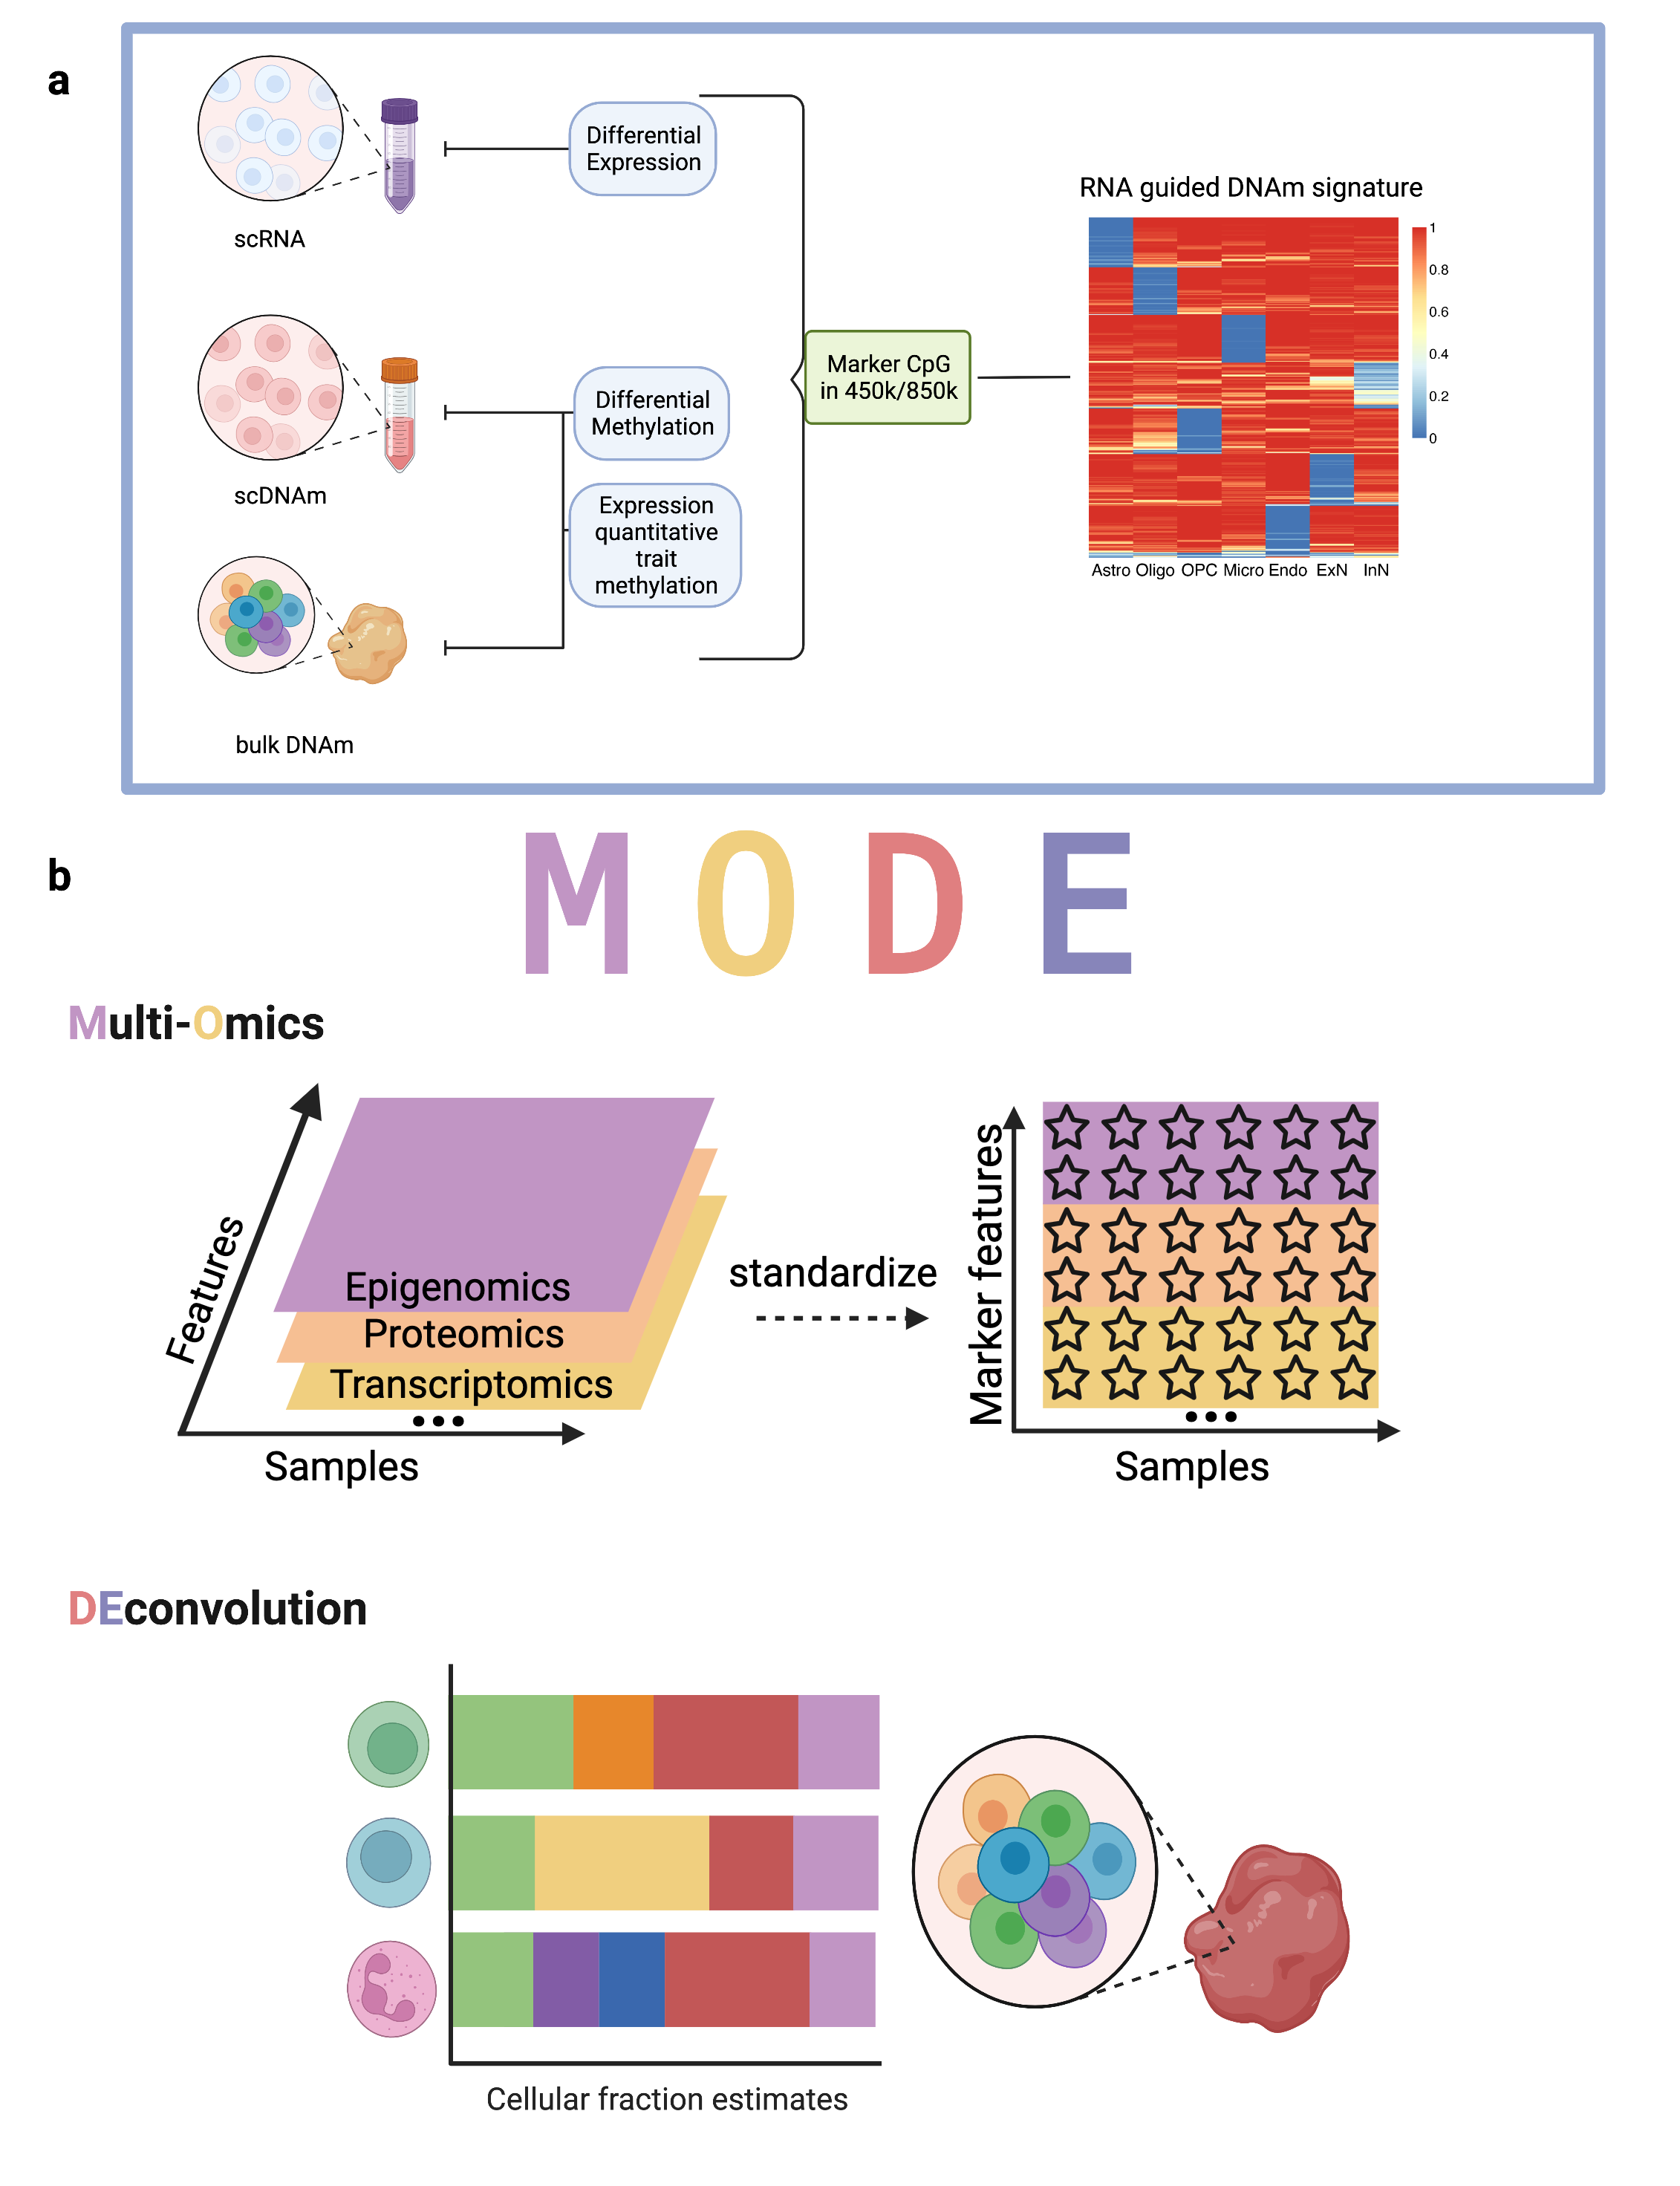 a
scRNA
Differential
Expression
scDNAm
Differential
Methylation
Expression
quantitative
trait
methylation
bulk DNAm
Marker CpG
in 450k/850k
RNA guided DNAm signature
1
0.8
0.6
0.4
0.2
0
Astro Oligo OPC Micro Endo ExN InN
b
M O D E
Multi-Omics
Features
Epigenomics
Proteomics
Transcriptomics
...
Samples
standardize
Marker features
...
Samples
DEconvolution
Cellular fraction estimates